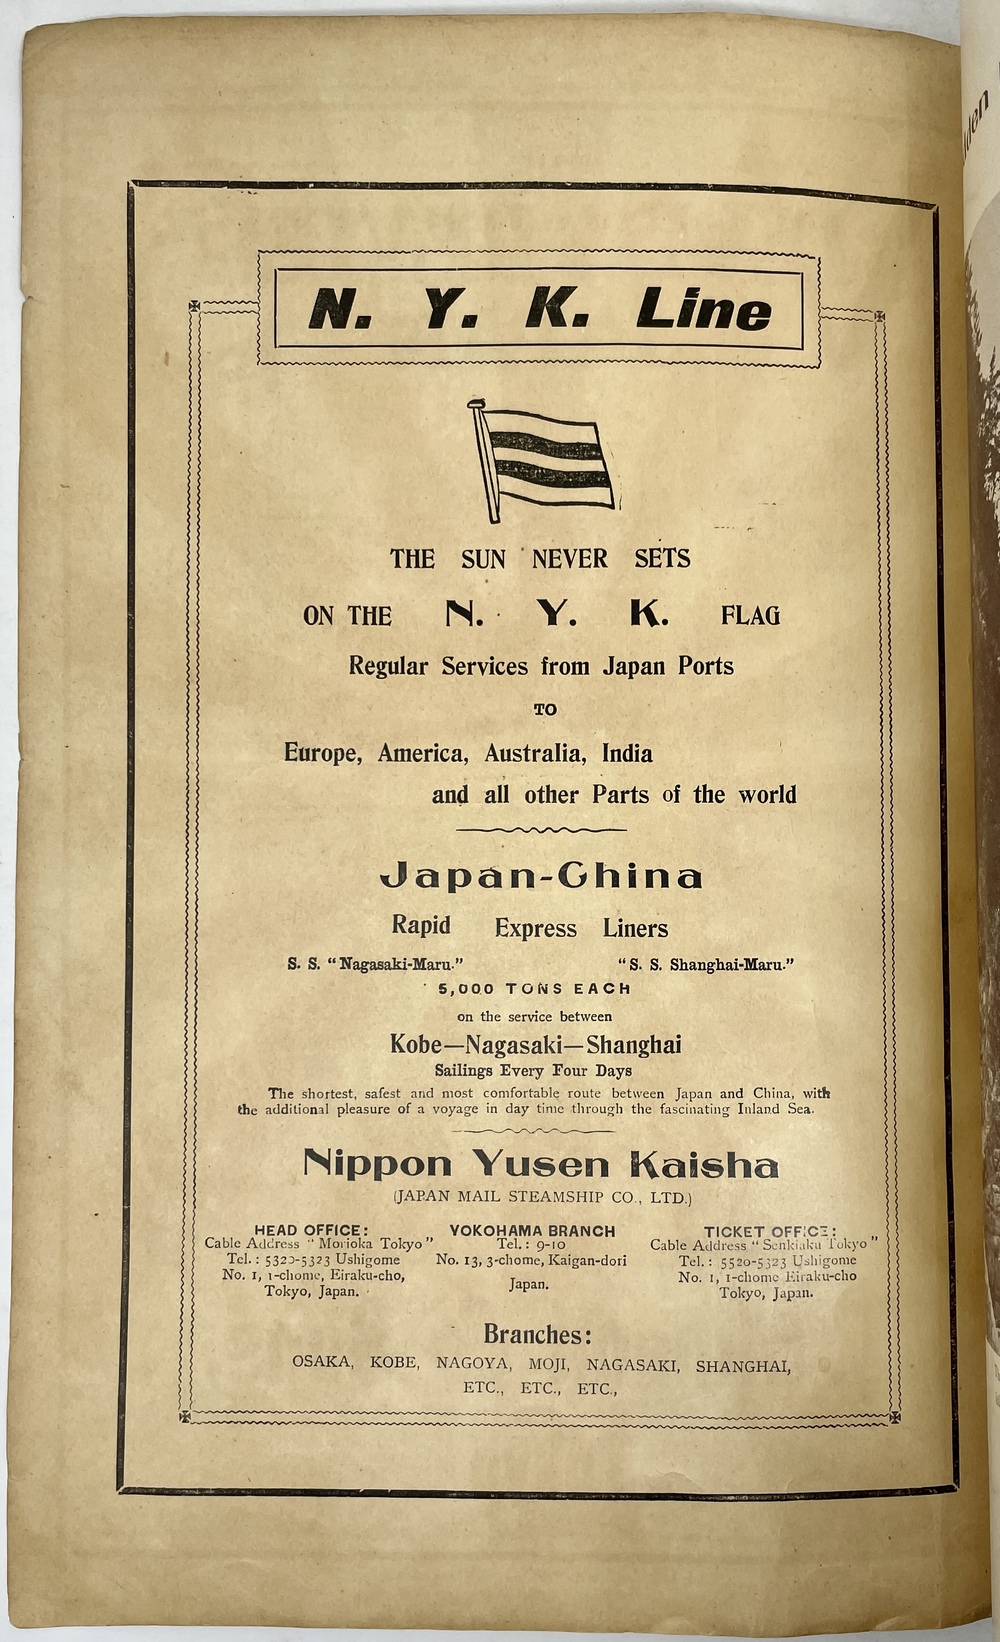 N. Y. K. Line
THE SUN NEVER SETS
ON THE N. Y. K. FLAG
Regular Services from Japan Ports
TO
Europe, America, Australia, India
and all other Parts of the world
Japan-China
Rapid Express Liners
S. S. “Nagasaki-Maru.” “S. S. Shanghai-Maru.”
5,000 TONS EACH
on the service between
Kobe—Nagasaki—Shanghai
Sailings Every Four Days
The shortest, safest and most comfortable route between Japan and China, with
the additional pleasure of a voyage in day time through the fascinating Inland Sea.
Nippon Yusen Kaisha
(JAPAN MAIL STEAMSHIP CO., LTD.)
HEAD OFFICE:
Cable Address “Morioka Tokyo”
Tel.: 5320-5323 Ushigome
No. 1, 1-chome, Eiraku-cho,
Tokyo, Japan.
YOKOHAMA BRANCH
Tel.: 9-10
No. 13, 3-chome, Kaigan-dori
Japan.
TICKET OFFICE:
Cable Address “ Tokyo”
Tel.: 5520-5323 Ushigome
No. 1, 1-chome Eiraku-cho
Tokyo, Japan.
Branches:
OSAKA, KOBE, NAGOYA, MOJI, NAGASAKI, SHANGHAI,
ETC., ETC., ETC.,